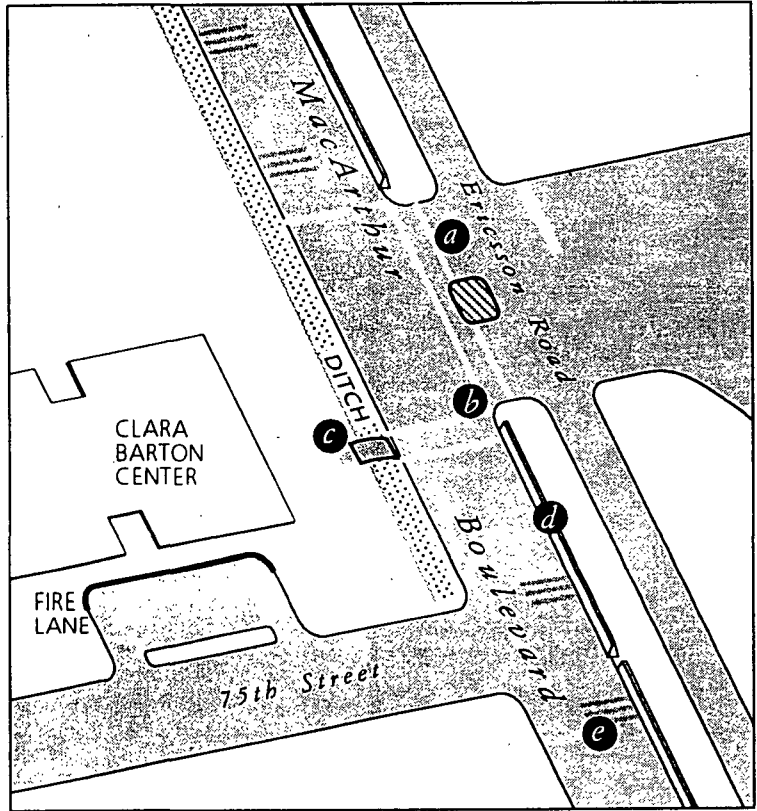 MacArthur
Ericsson
a
Road
DITCH
b
c
CLARA
BARTON
CENTER
Boulevard
d
FIRE
LANE
75th Street
e